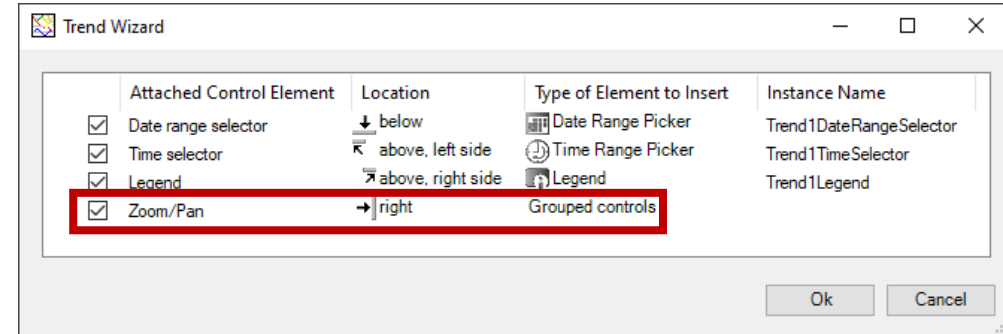 Trend Wizard
Attached Control Element Location Type of Element to Insert Instance Name
Date range selector below Date Range Picker Trend1DateRangeSelector
Time selector above, left side Time Range Picker Trend1TimeSelector
Legend above, right side Legend Trend1Legend
Zoom/Pan right Grouped controls
Ok Cancel